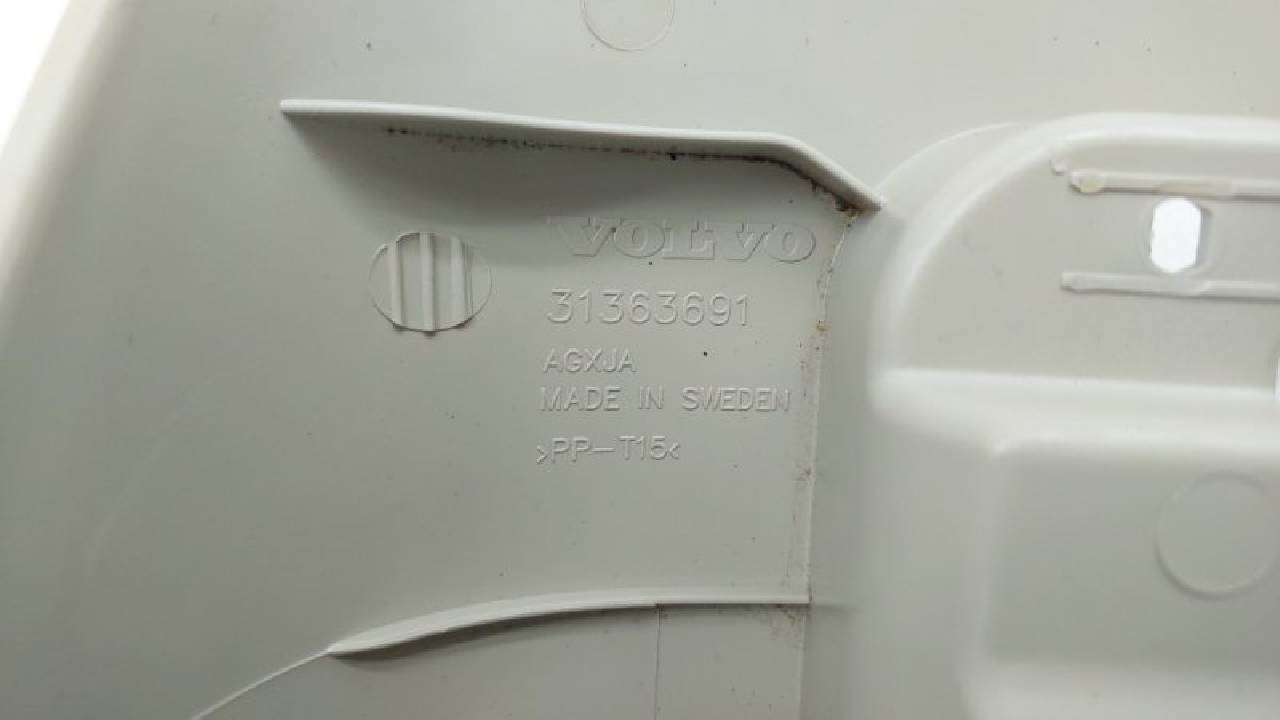 VOLVO
31363691
AGXJA
MADE IN SWEDEN
>PP-T15<